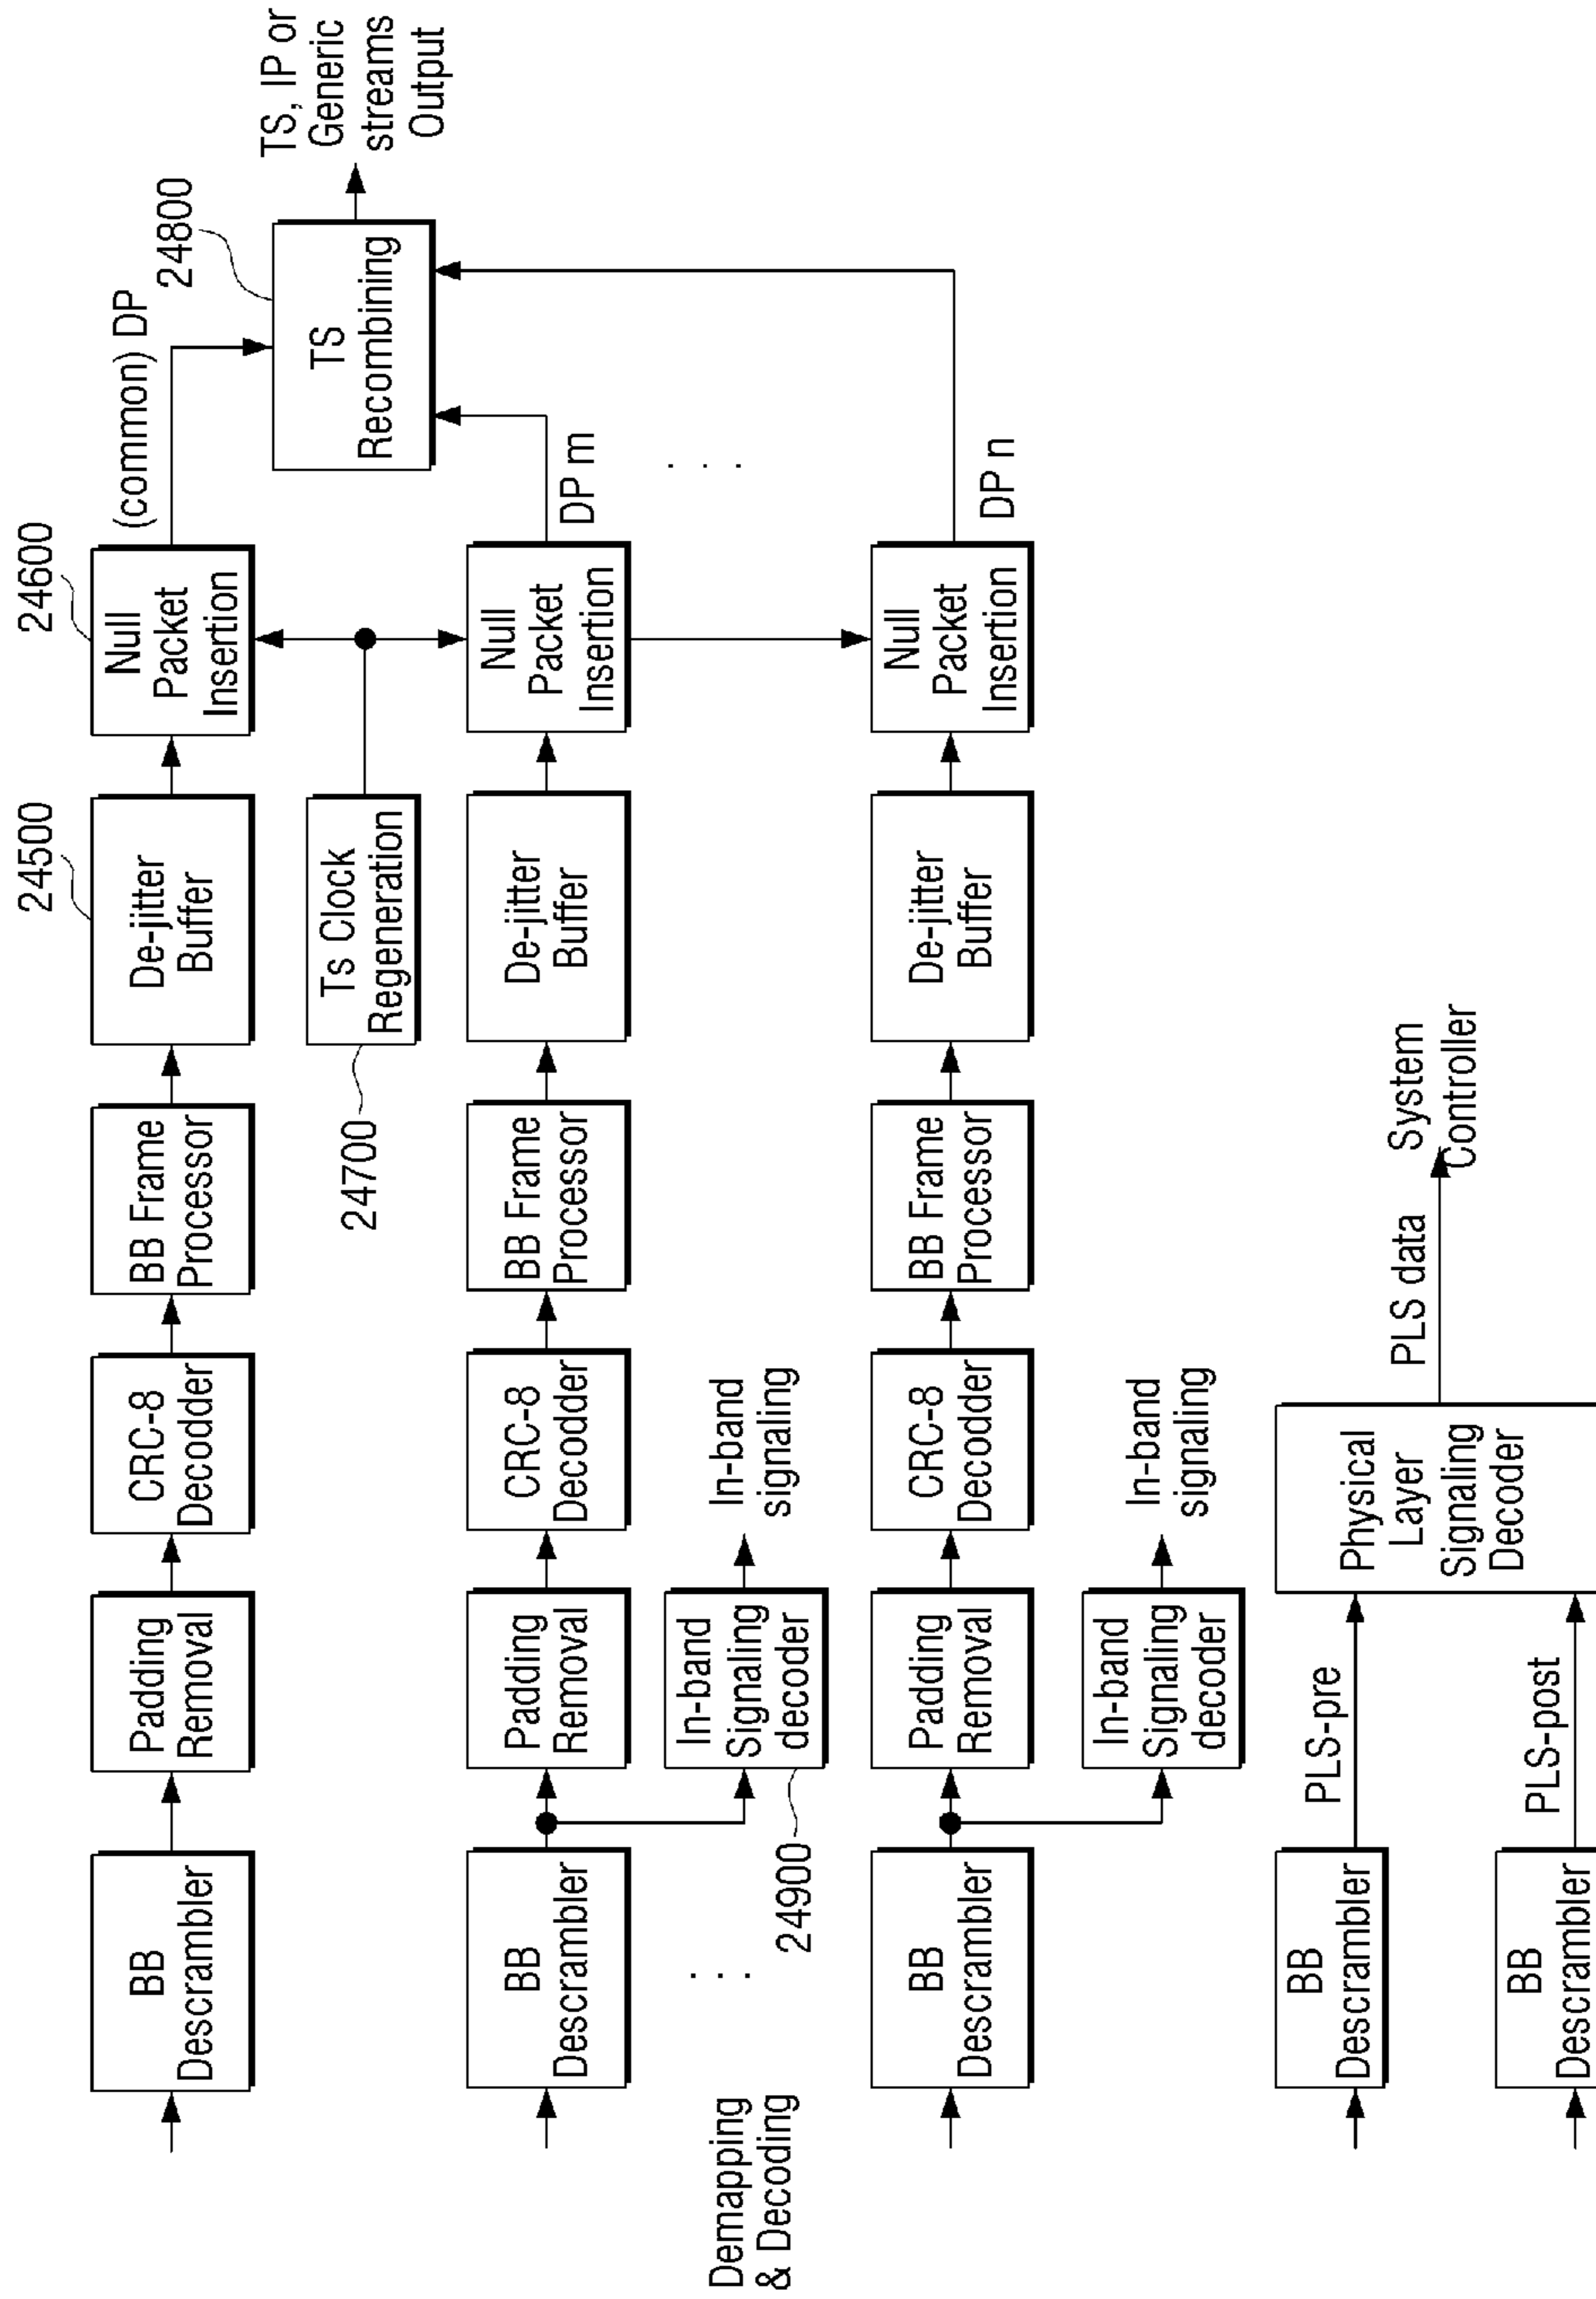 24500
24600
BB
Descrambler
Padding
Removal
CRC-8
Decodder
BB Frame
Processor
De-jitter
Buffer
Null
Packet
Insertion
(common) DP
24800
TS, IP or
Generic
streams
Output
24700
Ts Clock
Regeneration
TS
Recombining
BB
Descrambler
Padding
Removal
CRC-8
Decodder
BB Frame
Processor
De-jitter
Buffer
Null
Packet
Insertion
DP m
Demapping
& Decoding
. . .
24900
In-band
Signaling
decoder
In-band
signaling
. . .
BB
Descrambler
Padding
Removal
CRC-8
Decodder
BB Frame
Processor
De-jitter
Buffer
Null
Packet
Insertion
DP n
In-band
Signaling
decoder
In-band
signaling
BB
Descrambler
PLS-pre
Physical
Layer
Signaling
Decoder
PLS data
System
Controller
BB
Descrambler
PLS-post